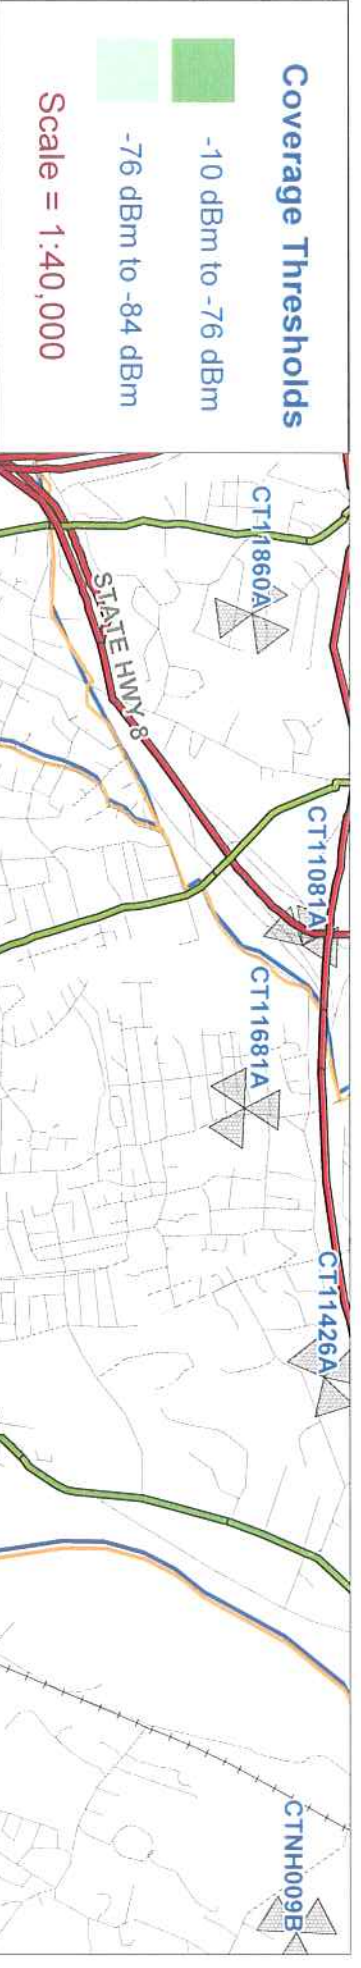 Coverage Thresholds
-10 dBm to -76 dBm
-76 dBm to -84 dBm
Scale = 1:40,000
CT11860A
STATE HWY 8
CT11081A
CT11681A
CT11426A
CTNH009B